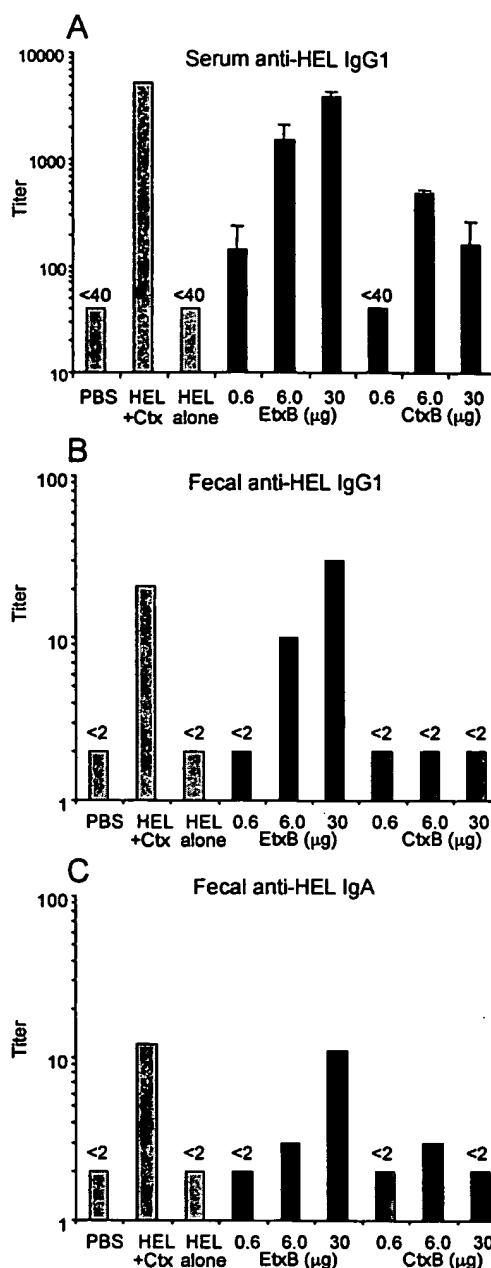 A
Serum anti-HEL IgG1
10000
1000
100
10
Titer
<40
<40
<40
PBS HEL HEL 0.6 6.0 30 0.6 6.0 30
+Ctx alone EtxB (μg) CtxB (μg)
B
Fecal anti-HEL IgG1
100
10
1
Titer
<2 <2 <2 <2 <2 <2
PBS HEL HEL 0.6 6.0 30 0.6 6.0 30
+Ctx alone EtxB (μg) CtxB (μg)
C
Fecal anti-HEL IgA
100
10
1
Titer
<2 <2 <2 <2 <2
PBS HEL HEL 0.6 6.0 30 0.6 6.0 30
+Ctx alone EtxB (μg) CtxB (μg)